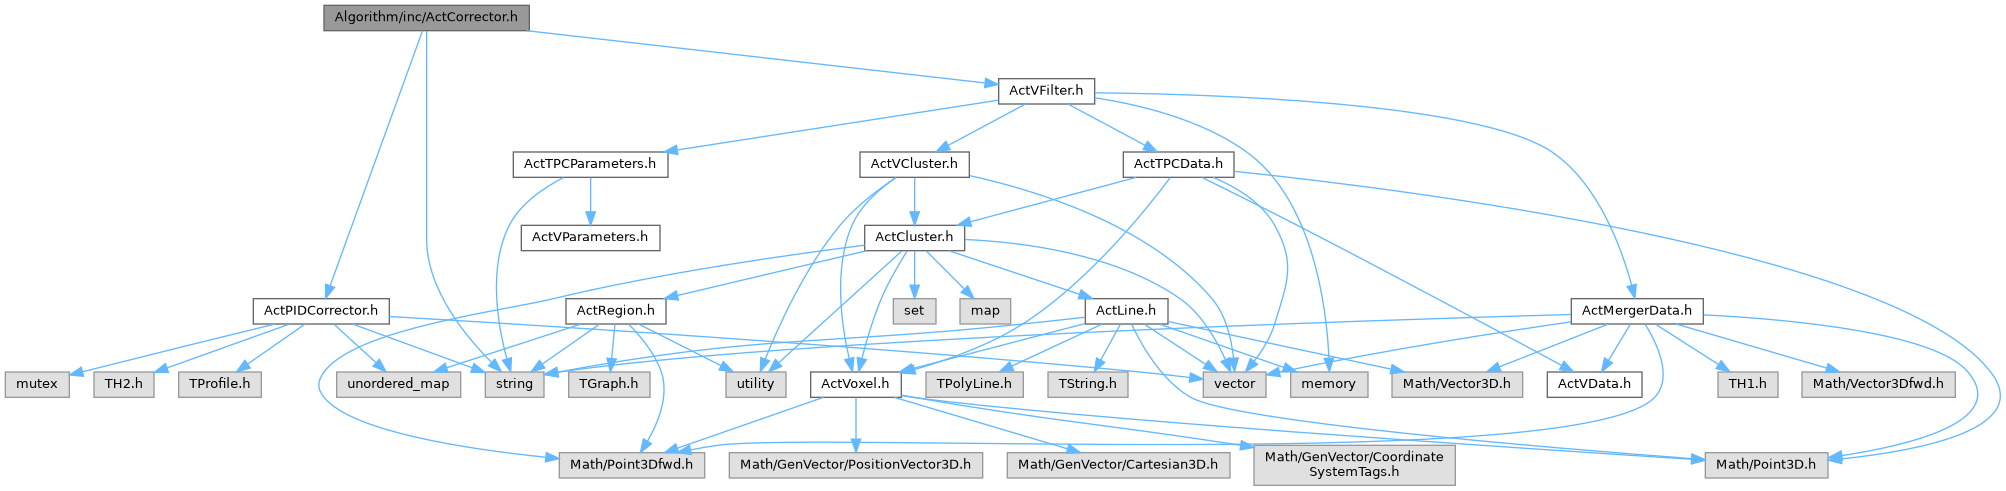 Algorithm/inc/ActCorrector.h
ActVFilter.h
ActTPCParameters.h
ActVCluster.h
ActTPCData.h
ActVParameters.h
ActCluster.h
ActPIDCorrector.h
ActRegion.h
set
map
ActLine.h
ActMergerData.h
mutex
TH2.h
TProfile.h
unordered_map
string
TGraph.h
utility
ActVoxel.h
TPolyLine.h
TString.h
vector
memory
Math/Vector3D.h
ActVData.h
TH1.h
Math/Vector3Dfwd.h
Math/Point3Dfwd.h
Math/GenVector/PositionVector3D.h
Math/GenVector/Cartesian3D.h
Math/GenVector/Coordinate
SystemTags.h
Math/Point3D.h